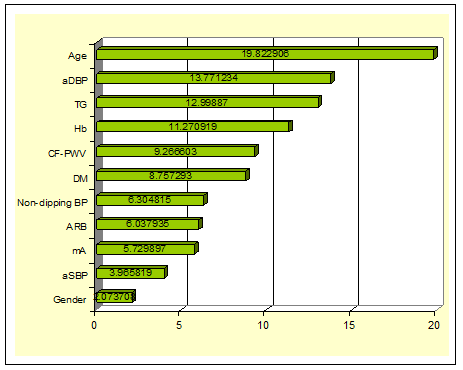 Age 19.822906
aDBP 13.771234
TG 12.99887
Hb 11.270919
CF-PWV 9.266603
DM 8.757293
Non-dipping BP 6.304815
ARB 6.037935
mA 5.729897
aSBP 3.965819
Gender
0 5 10 15 20